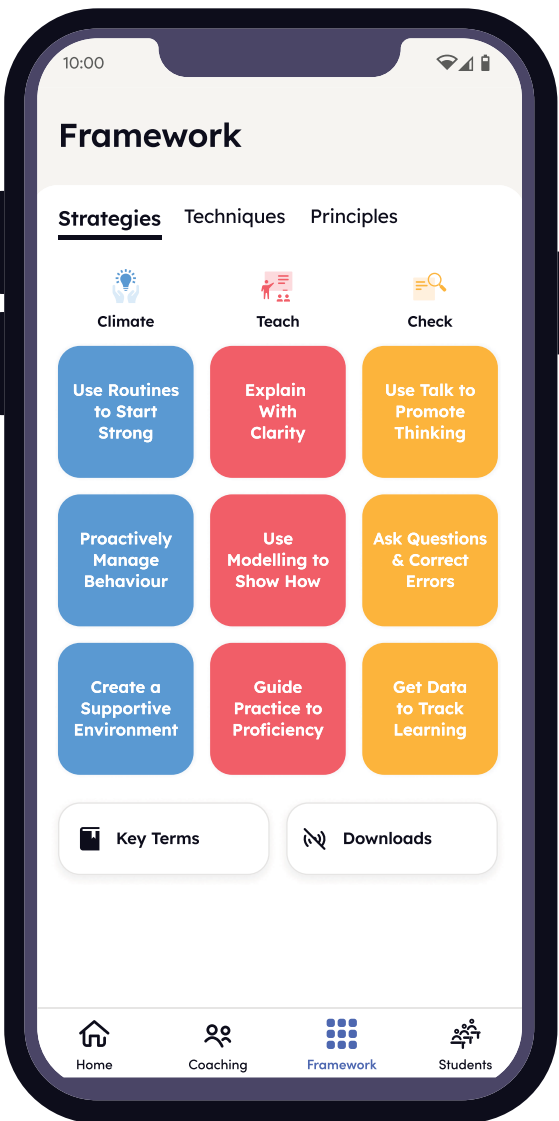 10:00
Framework
Strategies Techniques Principles
Climate Teach Check
Use Routines
to Start
Strong
Explain
With
Clarity
Use Talk to
Promote
Thinking
Proactively
Manage
Behaviour
Use
Modelling to
Show How
Ask Questions
& Correct
Errors
Create a
Supportive
Environment
Guide
Practice to
Proficiency
Get Data
to Track
Learning
Key Terms
Downloads
Home Coaching Framework Students